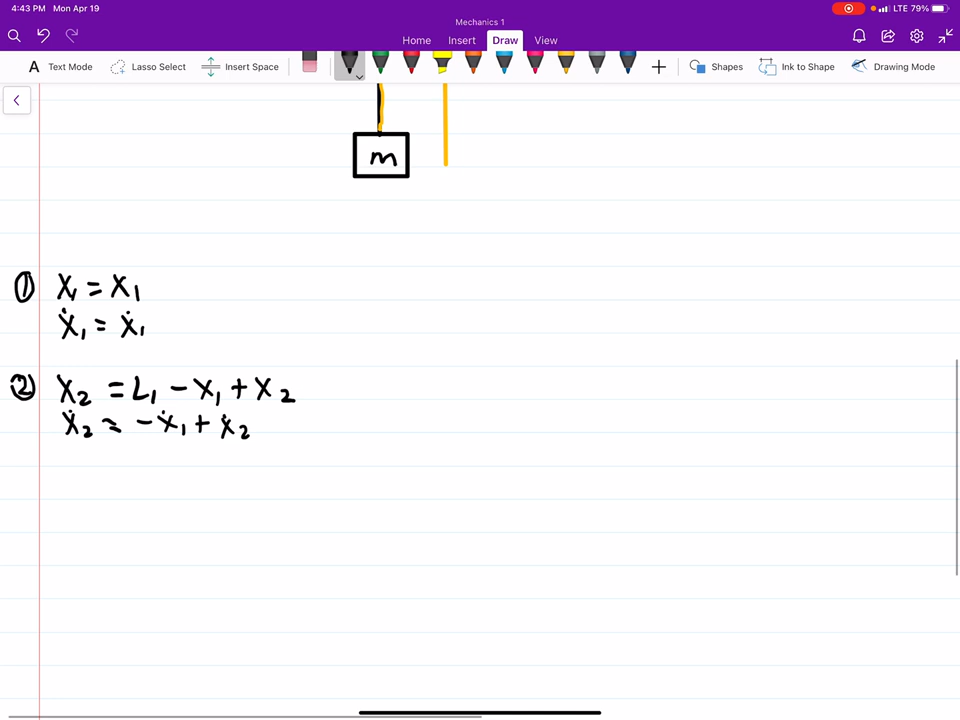 4:43 PM Mon Apr 19
LTE 79%
Mechanics 1
Home Insert Draw View
A Text Mode Lasso Select Insert Space Shapes Ink to Shape Drawing Mode
m
① X₁ = X₁
Ẋ₁ = Ẋ₁
② X₂ = L₁ - X₁ + X₂
Ẋ₂ = -Ẋ₁ + Ẋ₂